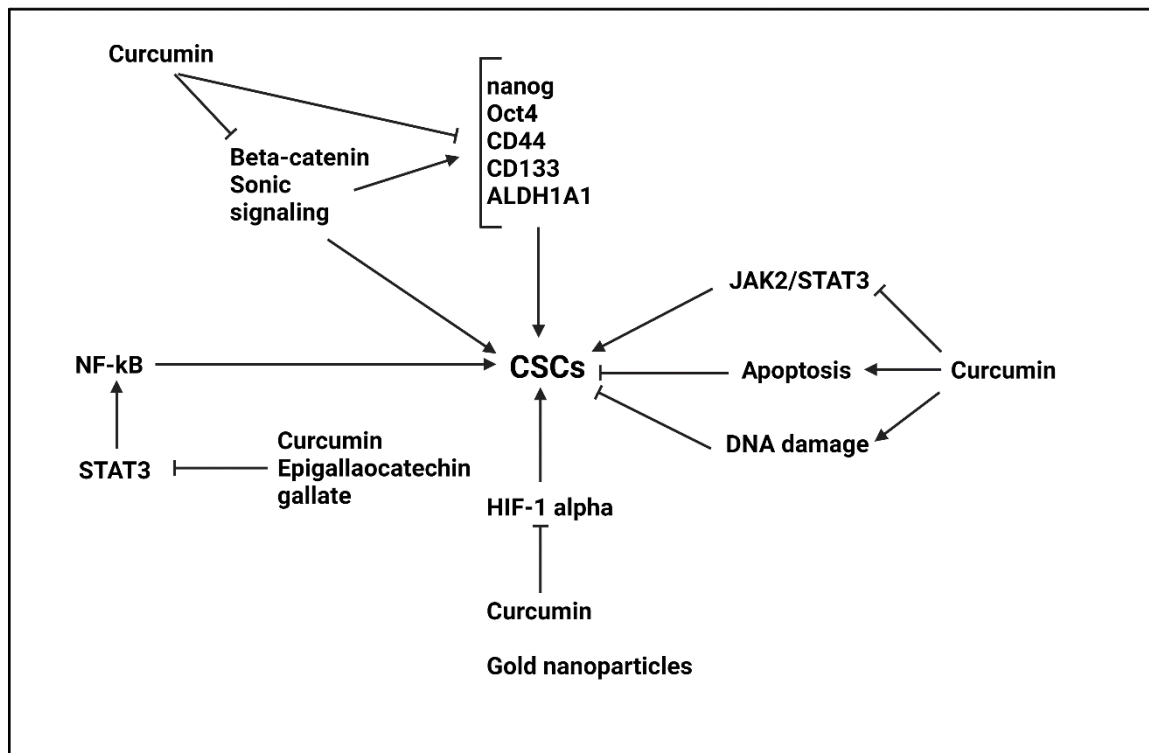 Curcumin
nanog
Oct4
CD44
CD133
ALDH1A1
Beta-catenin
Sonic
signaling
JAK2/STAT3
NF-kB
CSCs
Apoptosis
Curcumin
DNA damage
STAT3
Curcumin
Epigallaocatechin
gallate
HIF-1 alpha
Curcumin
Gold nanoparticles